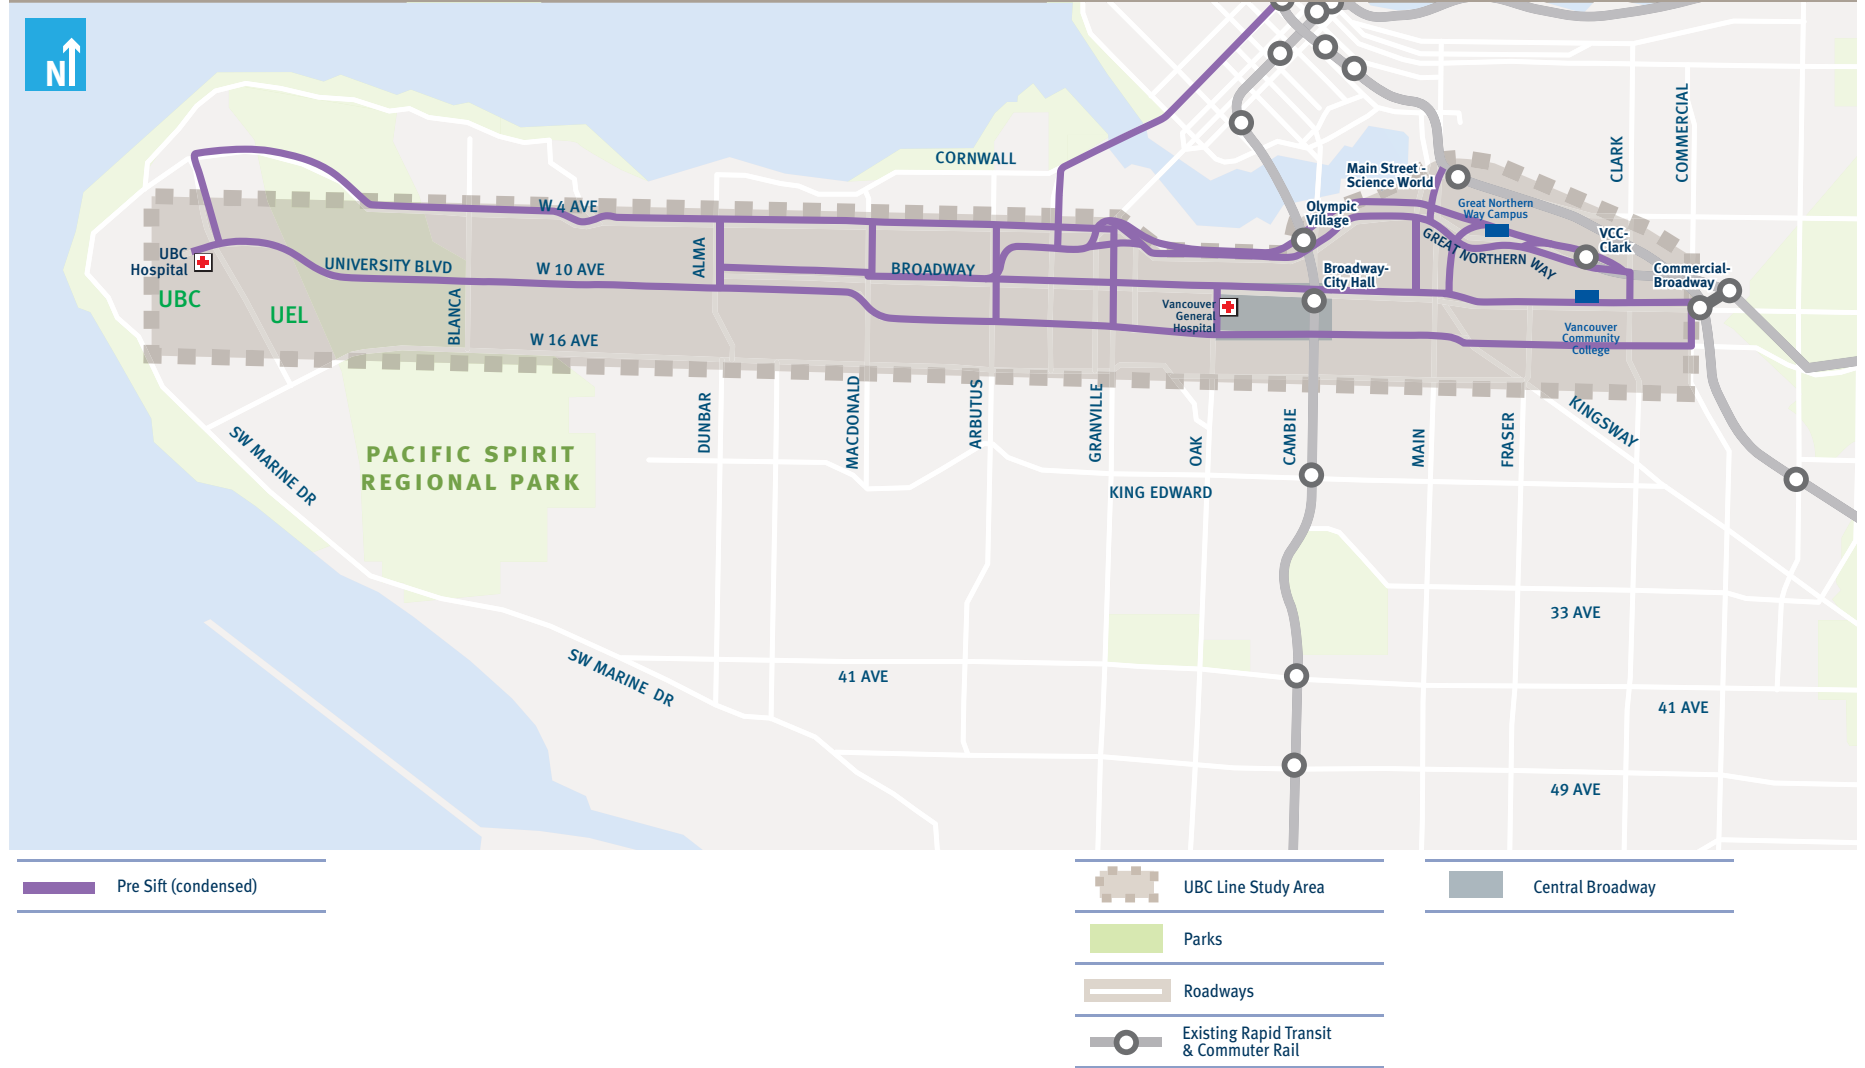 N
CORNWALL
CLARK
COMMERCIAL
Main Street -
Science World
W 4 AVE
Olympic
Village
Great Northern
Way Campus
VCC-
Clark
GREAT NORTHERN WAY
UBC
Hospital
UNIVERSITY BLVD
W 10 AVE
ALMA
BROADWAY
Broadway-
City Hall
Commercial-
Broadway
UBC
UEL
BLANCA
W 16 AVE
Vancouver
General
Hospital
Vancouver
Community
College
SW MARINE DR
PACIFIC SPIRIT
REGIONAL PARK
DUNBAR
MACDONALD
ARBUTUS
GRANVILLE
OAK
CAMBIE
MAIN
FRASER
KINGSWAY
KING EDWARD
33 AVE
SW MARINE DR
41 AVE
41 AVE
49 AVE
Pre Sift (condensed)
UBC Line Study Area
Central Broadway
Parks
Roadways
Existing Rapid Transit
& Commuter Rail